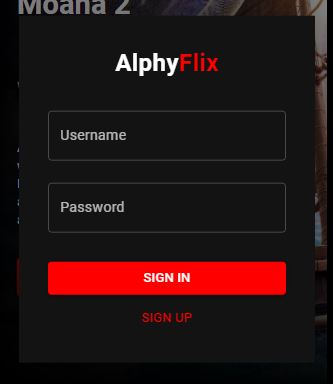 Moana 2
AlphyFlix
Username
Password
SIGN IN
SIGN UP